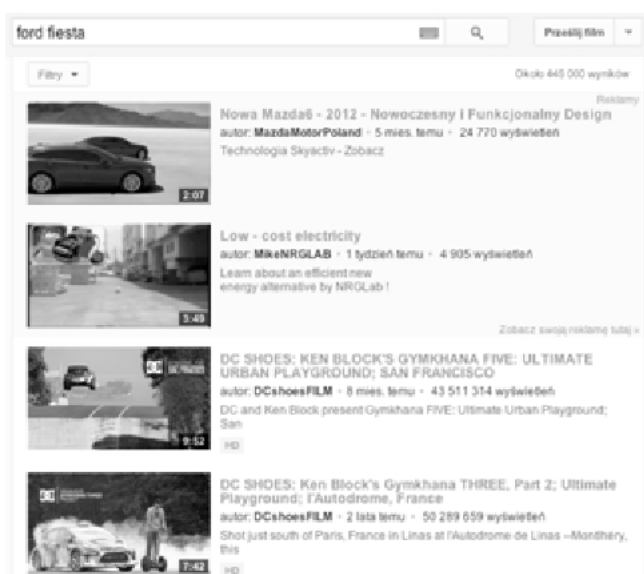 ford fiesta
Prześlij film
Filtry
Około 445 000 wyników
Reklamy
Nowa Mazda6 - 2012 - Nowoczesny i Funkcjonalny Design
autor: MazdaMotorPoland · 5 mies. temu · 24 770 wyświetleń
Technologia Skyactiv - Zobacz
2:07
Low - cost electricity
autor: MikeNRGLAB · 1 tydzień temu · 4 905 wyświetleń
Learn about an efficient new
energy alternative by NRGLab !
3:49
Zobacz swoją reklamę tutaj »
DC SHOES: KEN BLOCK'S GYMKHANA FIVE: ULTIMATE
URBAN PLAYGROUND; SAN FRANCISCO
autor: DCshoesFILM · 8 mies. temu · 43 511 314 wyświetleń
DC and Ken Block present Gymkhana FIVE: Ultimate Urban Playground;
San
9:52
HD
DC SHOES: Ken Block's Gymkhana THREE, Part 2; Ultimate
Playground; l'Autodrome, France
autor: DCshoesFILM · 2 lata temu · 50 289 659 wyświetleń
Shot just south of Paris, France in Linas at l'Autodrome de Linas --Montlhéry,
this
7:42
HD